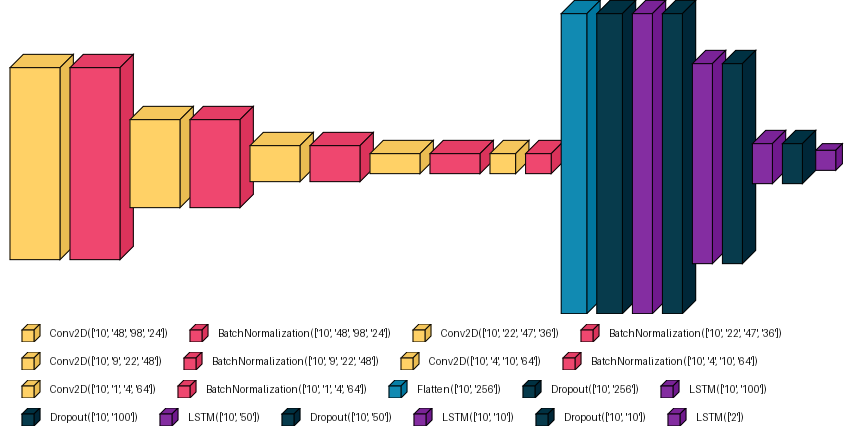 Conv2D(['10', '48', '98', '24']) BatchNormalization(['10', '48', '98', '24']) Conv2D(['10', '22', '47', '36']) BatchNormalization(['10', '22', '47', '36'])
Conv2D(['10', '9', '22', '48']) BatchNormalization(['10', '9', '22', '48']) Conv2D(['10', '4', '10', '64']) BatchNormalization(['10', '4', '10', '64'])
Conv2D(['10', '1', '4', '64']) BatchNormalization(['10', '1', '4', '64']) Flatten(['10', '256']) Dropout(['10', '256']) LSTM(['10', '100'])
Dropout(['10', '100']) LSTM(['10', '50']) Dropout(['10', '50']) LSTM(['10', '10']) Dropout(['10', '10']) LSTM(['2'])